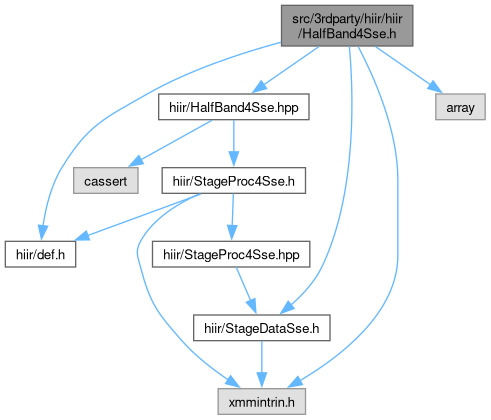 src/3rdparty/hiir/hiir
/HalfBand4Sse.h
hiir/HalfBand4Sse.hpp
array
cassert
hiir/StageProc4Sse.h
hiir/def.h
hiir/StageProc4Sse.hpp
hiir/StageDataSse.h
xmmintrin.h